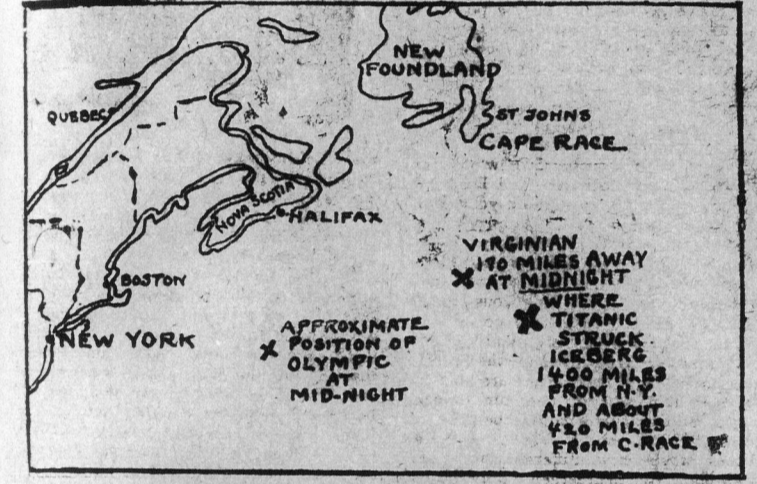 NEW
FOUNDLAND
QUEBEC
ST JOHNS
CAPE RACE
NOVA SCOTIA
HALIFAX
VIRGINIAN
170 MILES AWAY
AT MIDNIGHT
BOSTON
WHERE
TITANIC
STRUCK
ICEBERG
1400 MILES
FROM N.Y.
AND ABOUT
420 MILES
FROM C. RACE
NEW YORK
APPROXIMATE
POSITION OF
OLYMPIC
AT
MID-NIGHT